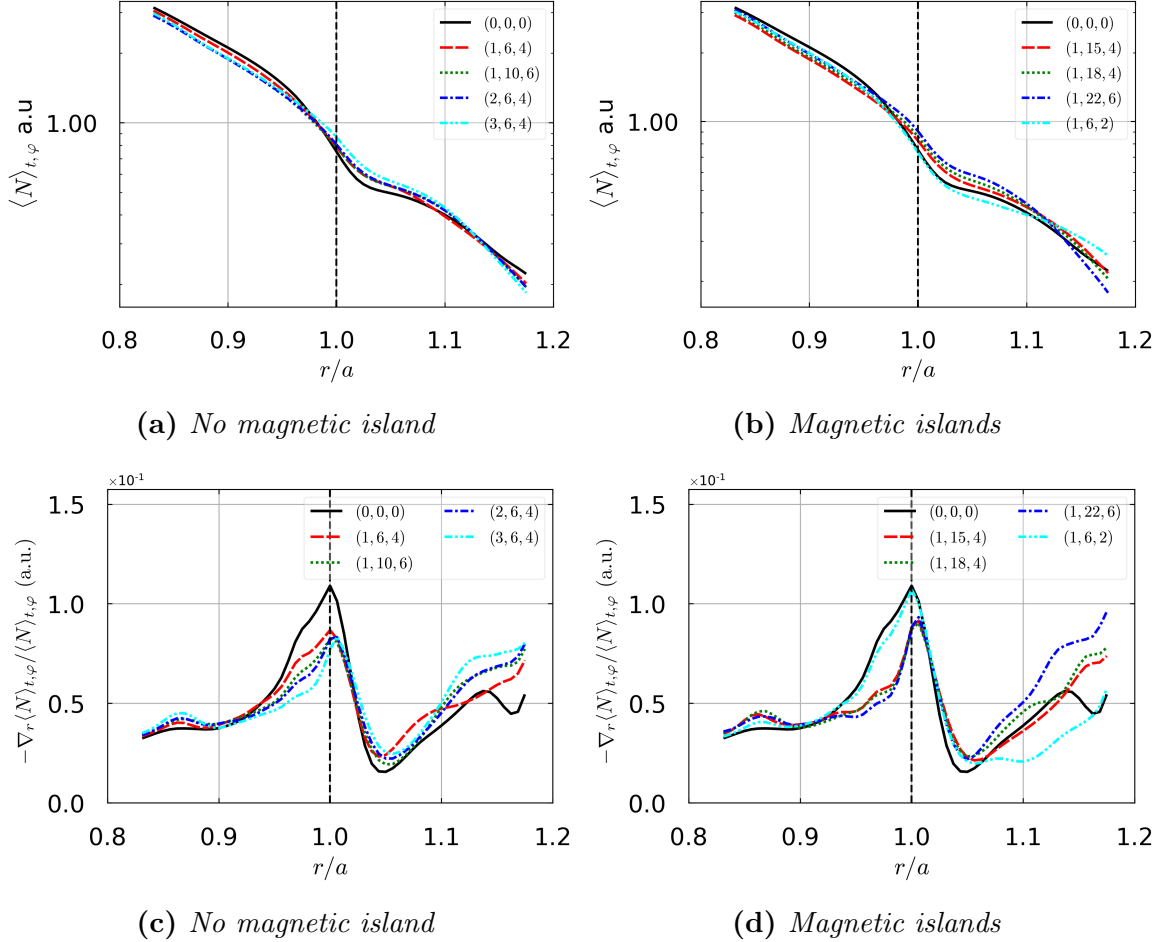 ⟨N⟩t,φ a.u
1.00
(0, 0, 0)
(1, 6, 4)
(1, 10, 6)
(2, 6, 4)
(3, 6, 4)
0.8 0.9 1.0 1.1 1.2
r/a
(a) No magnetic island
⟨N⟩t,φ a.u
1.00
(0, 0, 0)
(1, 15, 4)
(1, 18, 4)
(1, 22, 6)
(1, 6, 2)
0.8 0.9 1.0 1.1 1.2
r/a
(b) Magnetic islands
×10⁻¹
−∇r⟨N⟩t,φ/⟨N⟩t,φ (a.u.)
1.5
1.0
0.5
0.0
(0, 0, 0) (2, 6, 4)
(1, 6, 4) (3, 6, 4)
(1, 10, 6)
0.8 0.9 1.0 1.1 1.2
r/a
(c) No magnetic island
×10⁻¹
−∇r⟨N⟩t,φ/⟨N⟩t,φ (a.u.)
1.5
1.0
0.5
0.0
(0, 0, 0) (1, 22, 6)
(1, 15, 4) (1, 6, 2)
(1, 18, 4)
0.8 0.9 1.0 1.1 1.2
r/a
(d) Magnetic islands